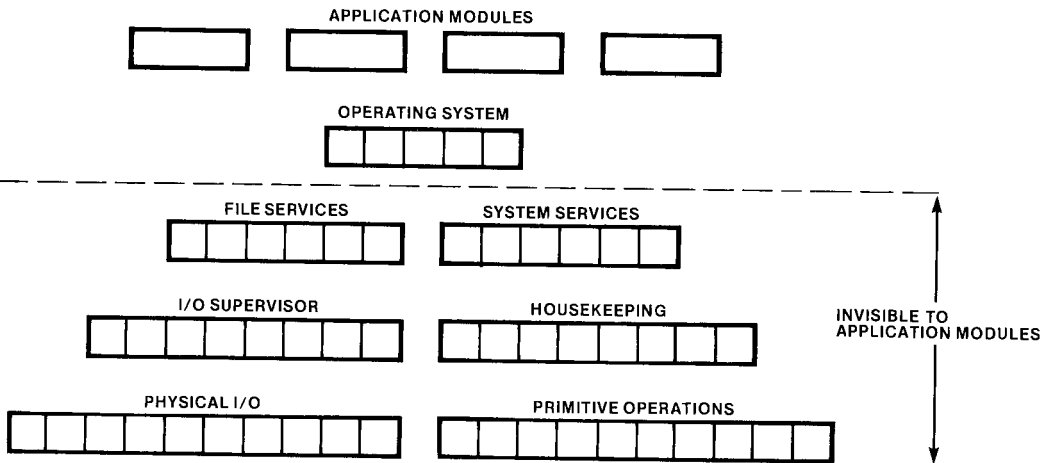 APPLICATION MODULES
OPERATING SYSTEM
FILE SERVICES
SYSTEM SERVICES
I/O SUPERVISOR
HOUSEKEEPING
INVISIBLE TO
APPLICATION MODULES
PHYSICAL I/O
PRIMITIVE OPERATIONS